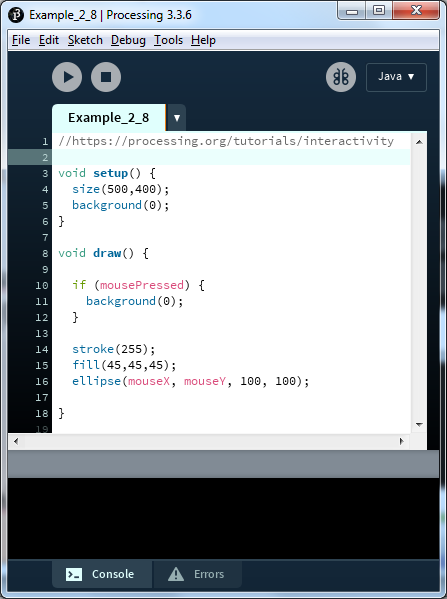 Example_2_8 | Processing 3.3.6
File Edit Sketch Debug Tools Help
Java ▼
Example_2_8 ▼
1 //https://processing.org/tutorials/interactivity
2
3 void setup() {
4   size(500,400);
5   background(0);
6 }
7
8 void draw() {
9
10   if (mousePressed) {
11     background(0);
12   }
13
14   stroke(255);
15   fill(45,45,45);
16   ellipse(mouseX, mouseY, 100, 100);
17
18 }
19
Console Errors